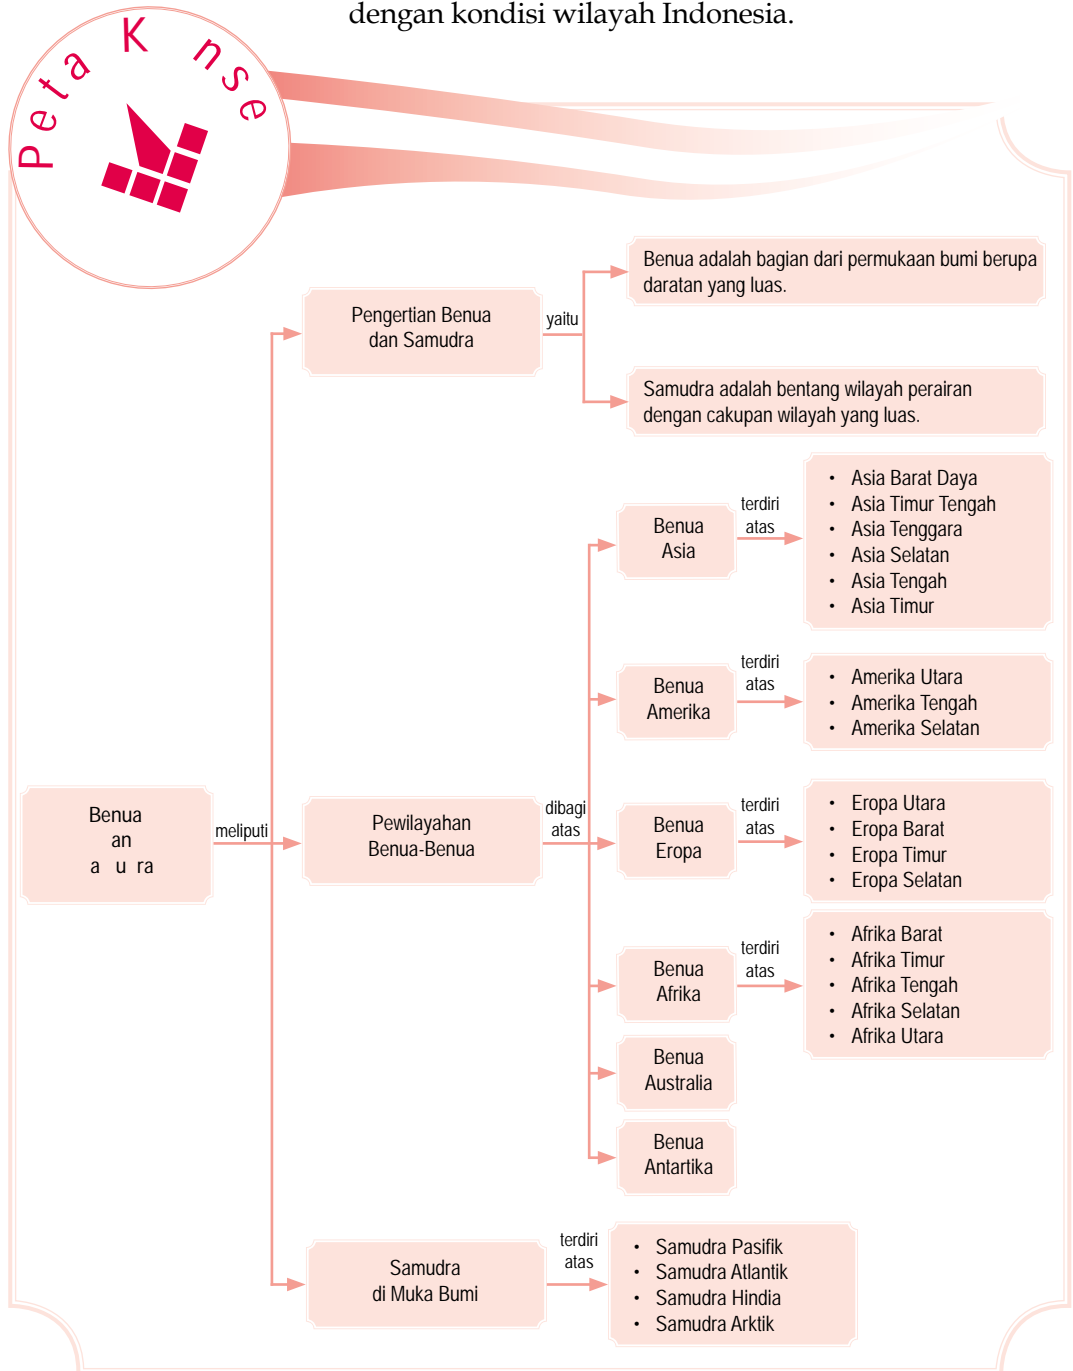 dengan kondisi wilayah Indonesia.
Peta K nse
Benua adalah bagian dari permukaan bumi berupa
daratan yang luas.
Pengertian Benua
dan Samudra
yaitu
Samudra adalah bentang wilayah perairan
dengan cakupan wilayah yang luas.
Benua
an
a u ra
meliputi
Pewilayahan
Benua-Benua
dibagi
atas
Benua
Asia
terdiri
atas
• Asia Barat Daya
• Asia Timur Tengah
• Asia Tenggara
• Asia Selatan
• Asia Tengah
• Asia Timur
Benua
Amerika
terdiri
atas
• Amerika Utara
• Amerika Tengah
• Amerika Selatan
Benua
Eropa
terdiri
atas
• Eropa Utara
• Eropa Barat
• Eropa Timur
• Eropa Selatan
Benua
Afrika
terdiri
atas
• Afrika Barat
• Afrika Timur
• Afrika Tengah
• Afrika Selatan
• Afrika Utara
Benua
Australia
Benua
Antartika
Samudra
di Muka Bumi
terdiri
atas
• Samudra Pasifik
• Samudra Atlantik
• Samudra Hindia
• Samudra Arktik